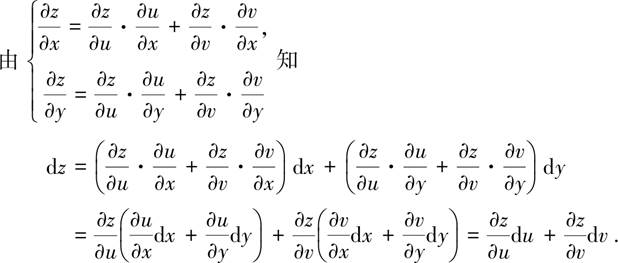 由 { ∂z/∂x = ∂z/∂u · ∂u/∂x + ∂z/∂v · ∂v/∂x,
∂z/∂y = ∂z/∂u · ∂u/∂y + ∂z/∂v · ∂v/∂y 知
dz = (∂z/∂u · ∂u/∂x + ∂z/∂v · ∂v/∂x) dx + (∂z/∂u · ∂u/∂y + ∂z/∂v · ∂v/∂y) dy
= ∂z/∂u (∂u/∂x dx + ∂u/∂y dy) + ∂z/∂v (∂v/∂x dx + ∂v/∂y dy) = ∂z/∂u du + ∂z/∂v dv .